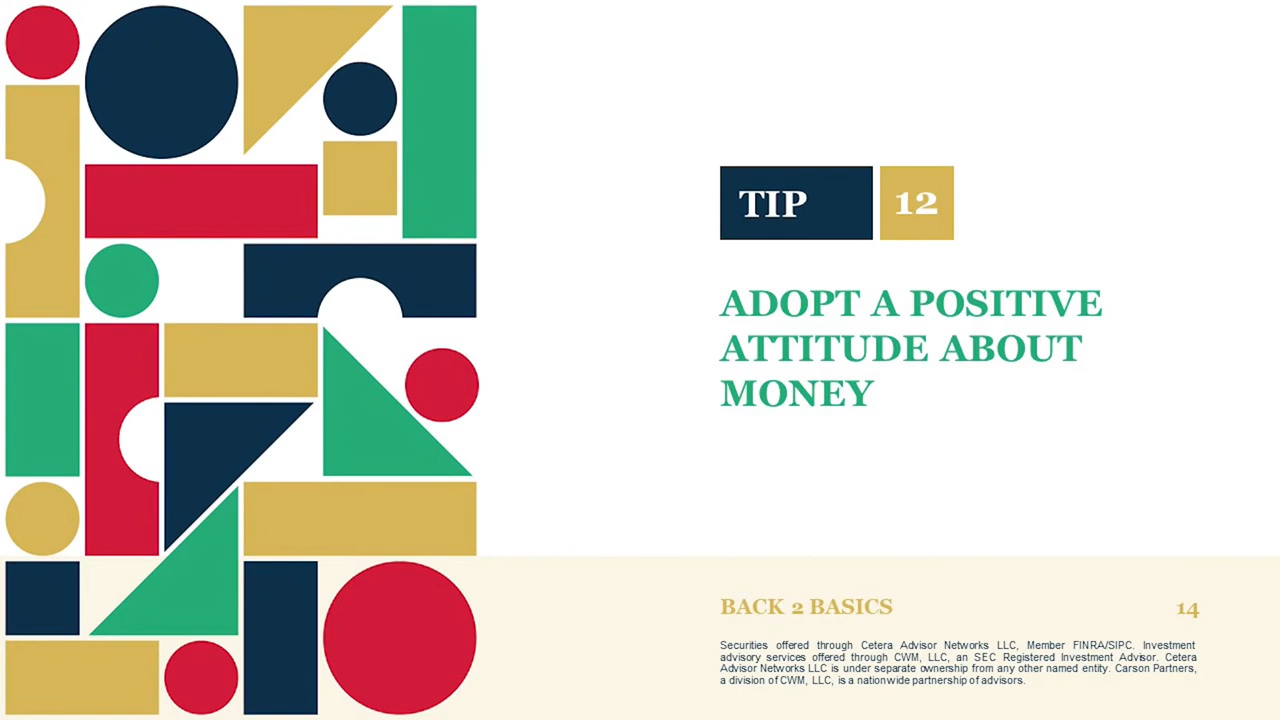 TIP 12
ADOPT A POSITIVE
ATTITUDE ABOUT
MONEY
BACK 2 BASICS 14
Securities offered through Cetera Advisor Networks LLC, Member FINRA/SIPC. Investment
advisory services offered through CWM, LLC, an SEC Registered Investment Advisor. Cetera
Advisor Networks LLC is under separate ownership from any other named entity. Carson Partners,
a division of CWM, LLC, is a nationwide partnership of advisors.